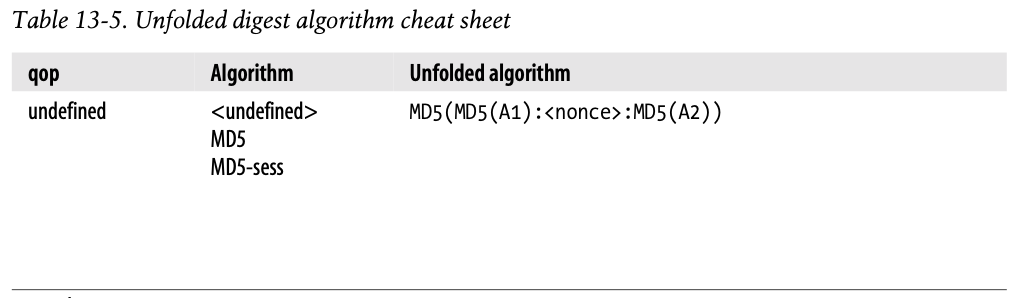 Table 13-5. Unfolded digest algorithm cheat sheet
qop Algorithm Unfolded algorithm
undefined <undefined> MD5(MD5(A1):<nonce>:MD5(A2))
MD5
MD5-sess